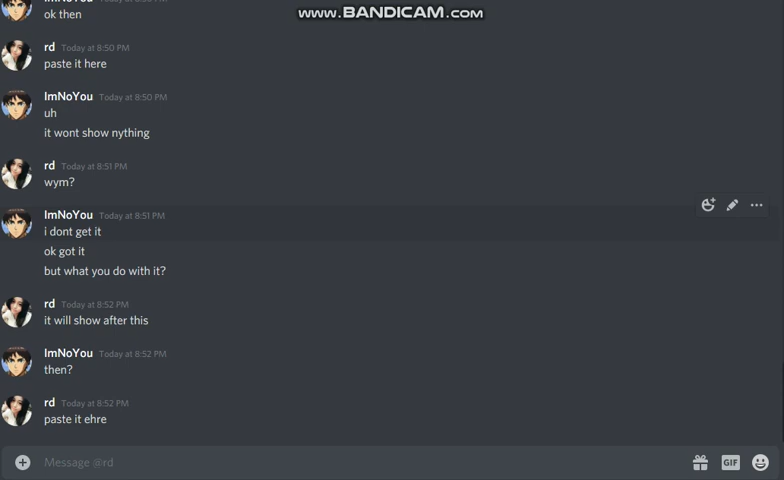 www.BANDICAM.com
ok then
rd Today at 8:50 PM
paste it here
ImNoYou Today at 8:50 PM
uh
it wont show nything
rd Today at 8:51 PM
wym?
ImNoYou Today at 8:51 PM
i dont get it
ok got it
but what you do with it?
rd Today at 8:52 PM
it will show after this
ImNoYou Today at 8:52 PM
then?
rd Today at 8:52 PM
paste it ehre
Message @rd
GIF